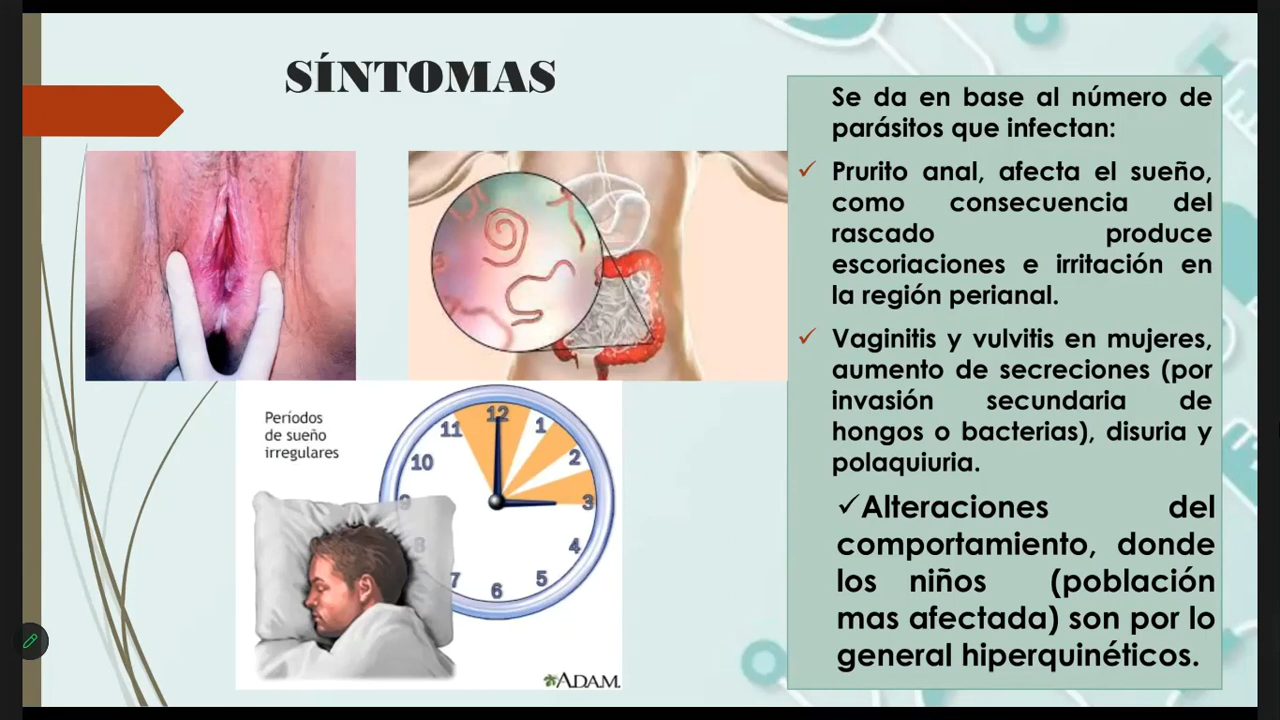 SÍNTOMAS
Se da en base al número de
parásitos que infectan:
✓ Prurito anal, afecta el sueño,
como consecuencia del
rascado produce
escoriaciones e irritación en
la región perianal.
✓ Vaginitis y vulvitis en mujeres,
aumento de secreciones (por
invasión secundaria de
hongos o bacterias), disuria y
polaquiuria.
✓Alteraciones del
comportamiento, donde
los niños (población
mas afectada) son por lo
general hiperquinéticos.
Períodos
de sueño
irregulares
12
11 1
10 2
9 3
8 4
7 5
6
ADAM.